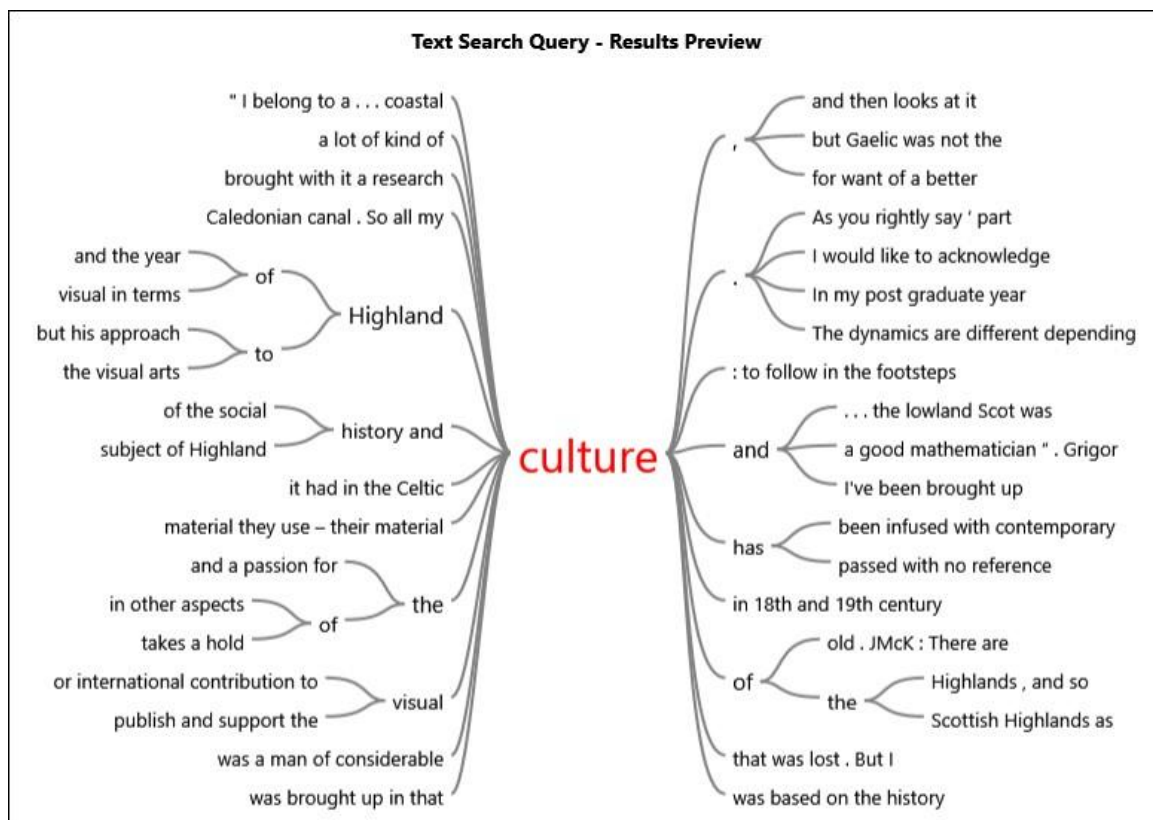 Text Search Query - Results Preview
" I belong to a . . . coastal
a lot of kind of
brought with it a research
Caledonian canal . So all my
and the year
visual in terms
of
but his approach
the visual arts
to
Highland
of the social
subject of Highland
history and
it had in the Celtic
material they use – their material
and a passion for
in other aspects
takes a hold
of
the
or international contribution to
publish and support the
visual
was a man of considerable
was brought up in that
culture
,
and then looks at it
but Gaelic was not the
for want of a better
.
As you rightly say ' part
I would like to acknowledge
In my post graduate year
The dynamics are different depending
: to follow in the footsteps
and
. . . the lowland Scot was
a good mathematician " . Grigor
I've been brought up
has
been infused with contemporary
passed with no reference
in 18th and 19th century
of
old . JMcK : There are
the
Highlands , and so
Scottish Highlands as
that was lost . But I
was based on the history